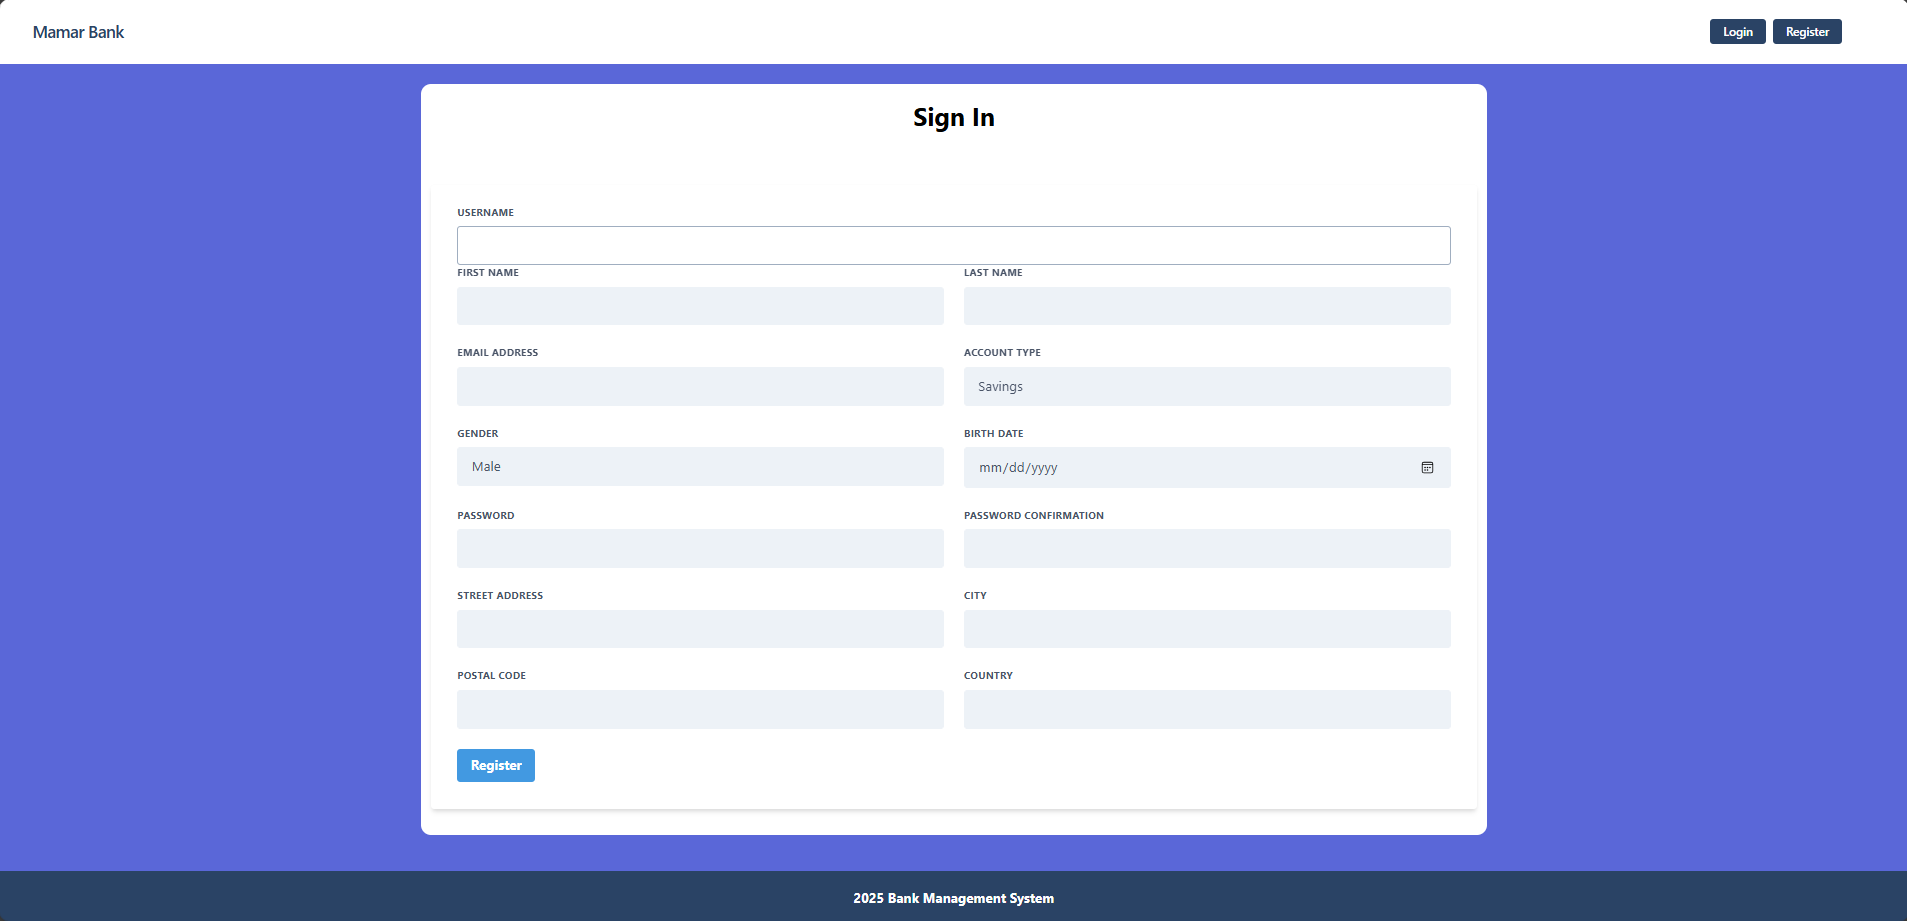 Mamar Bank
Login Register
Sign In
USERNAME
FIRST NAME LAST NAME
EMAIL ADDRESS ACCOUNT TYPE
Savings
GENDER BIRTH DATE
Male mm/dd/yyyy
PASSWORD PASSWORD CONFIRMATION
STREET ADDRESS CITY
POSTAL CODE COUNTRY
Register
2025 Bank Management System